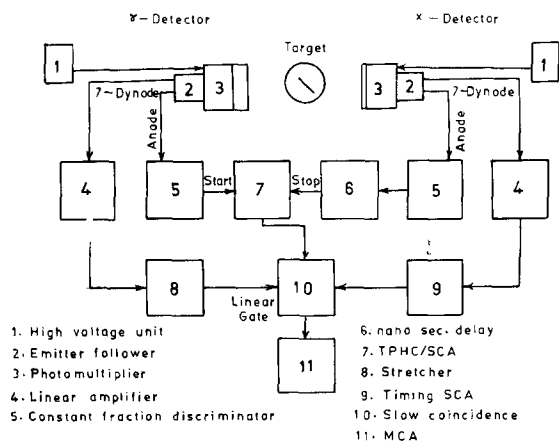 γ-Detector
x-Detector
Target
1
2
3
3
2
1
7-Dynode
7-Dynode
Anode
Anode
4
5
Start
7
Stop
6
5
4
8
Linear
Gate
10
9
11
1. High voltage unit
2. Emitter follower
3. Photomultiplier
4. Linear amplifier
5. Constant fraction discriminator
6. nano sec. delay
7. TPHC/SCA
8. Stretcher
9. Timing SCA
10. Slow coincidence
11. MCA